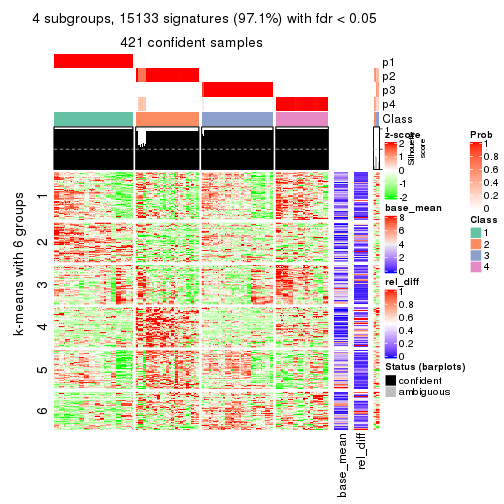 4 subgroups, 15133 signatures (97.1%) with fdr < 0.05
421 confident samples
p1
p2
p3
p4
Class
1
Silhouette
score
k-means with 6 groups
1
2
3
4
5
6
base_mean
rel_diff
z-score
2
1
0
-1
-2
base_mean
8
6
4
2
0
rel_diff
1
0.8
0.6
0.4
0.2
0
Status (barplots)
confident
ambiguous
Prob
1
0.8
0.6
0.4
0.2
0
Class
1
2
3
4